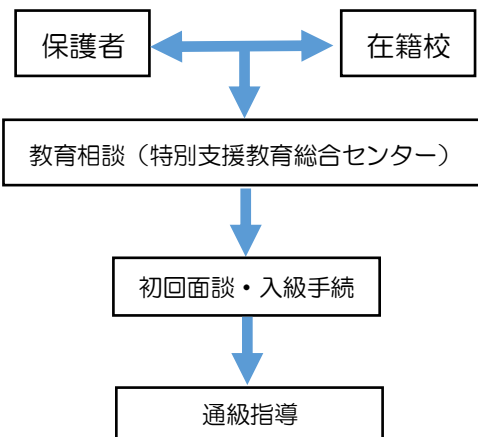 保護者
在籍校
教育相談（特別支援教育総合センター）
初回面談・入級手続
通級指導